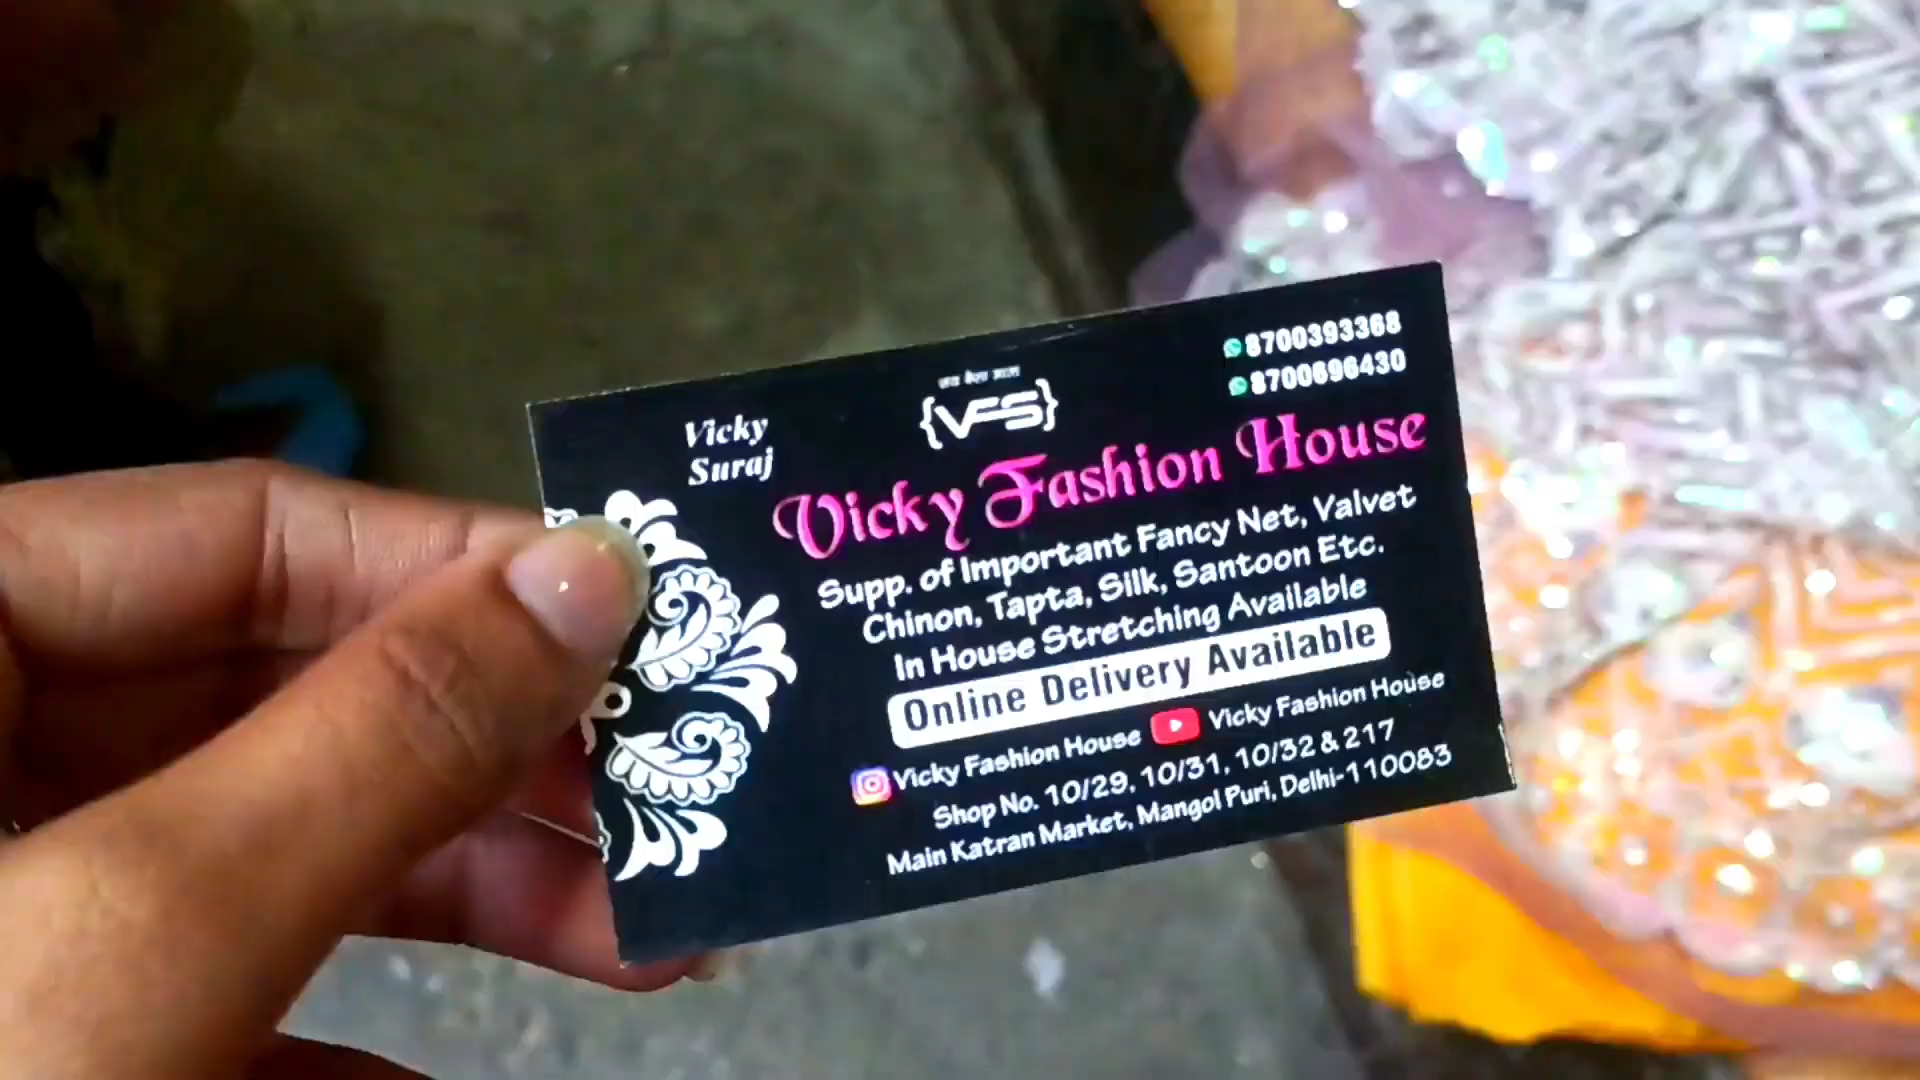 Vicky
Suraj
{VFS}
8700393368
8700696430
Vicky Fashion House
Supp. of Important Fancy Net, Valvet
Chinon, Tapta, Silk, Santoon Etc.
In House Stretching Available
Online Delivery Available
Vicky Fashion House Vicky Fashion House
Shop No. 10/29, 10/31, 10/32 & 217
Main Katran Market, Mangol Puri, Delhi-110083